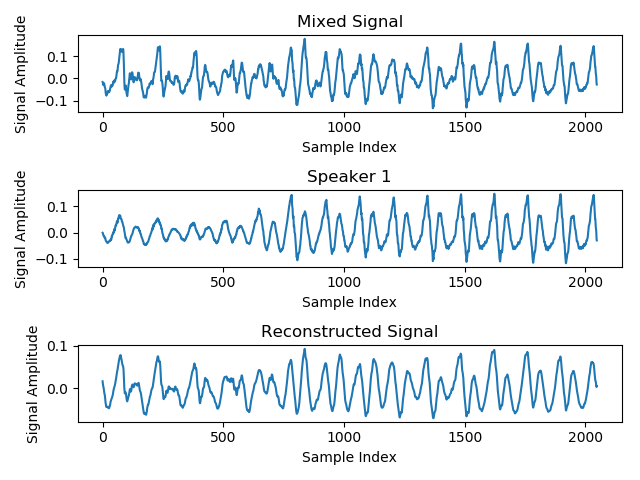 Mixed Signal
Signal Amplitude
0.1
0.0
−0.1
0 500 1000 1500 2000
Sample Index
Speaker 1
Signal Amplitude
0.1
0.0
−0.1
0 500 1000 1500 2000
Sample Index
Reconstructed Signal
Signal Amplitude
0.1
0.0
0 500 1000 1500 2000
Sample Index